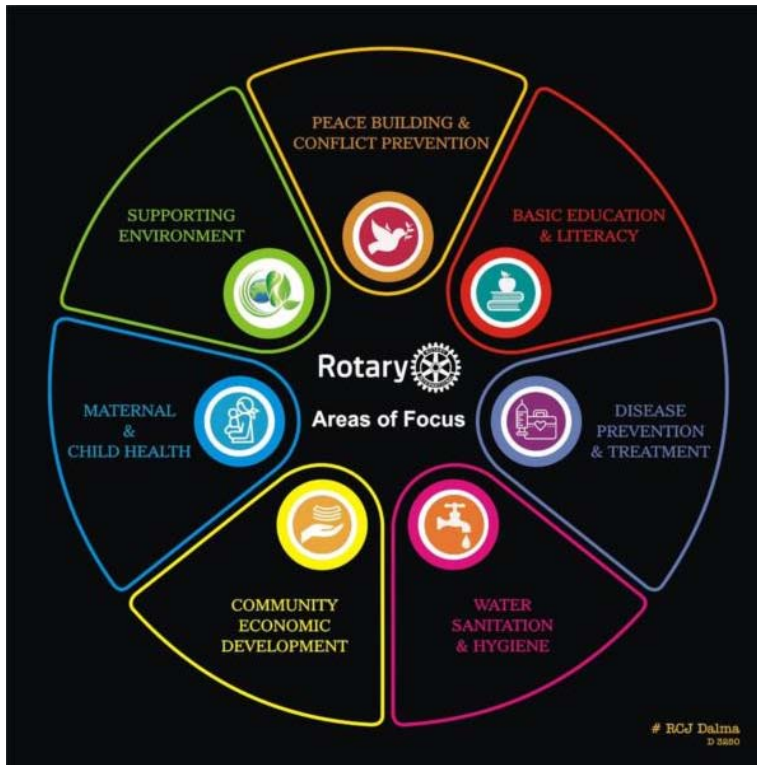 PEACE BUILDING &
CONFLICT PREVENTION
BASIC EDUCATION
& LITERACY
DISEASE
PREVENTION
& TREATMENT
WATER
SANITATION
& HYGIENE
COMMUNITY
ECONOMIC
DEVELOPMENT
MATERNAL
&
CHILD HEALTH
SUPPORTING
ENVIRONMENT
Rotary
Areas of Focus
# RCJ Dalma
D 3250